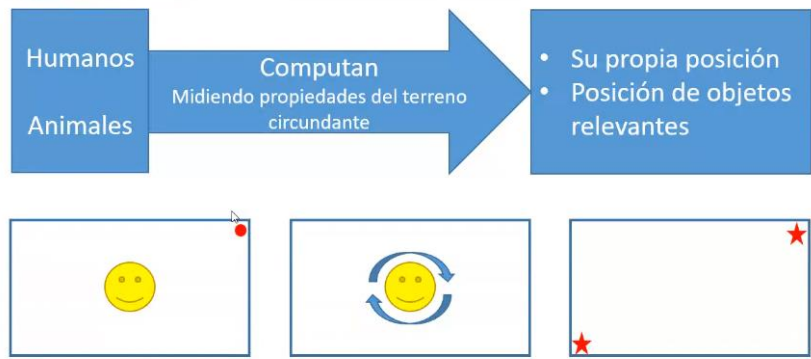 Humanos
Animales
Computan
Midiendo propiedades del terreno
circundante
• Su propia posición
• Posición de objetos
relevantes